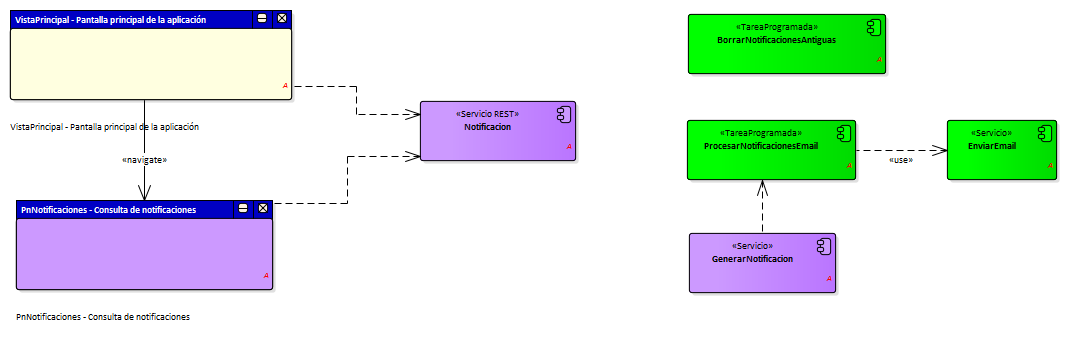 VistaPrincipal - Pantalla principal de la aplicación
A
VistaPrincipal - Pantalla principal de la aplicación
«navigate»
PnNotificaciones - Consulta de notificaciones
A
PnNotificaciones - Consulta de notificaciones
«Servicio REST»
Notificacion
A
«TareaProgramada»
BorrarNotificacionesAntiguas
A
«TareaProgramada»
ProcesarNotificacionesEmail
A
«use»
«Servicio»
EnviarEmail
A
«Servicio»
GenerarNotificacion
A